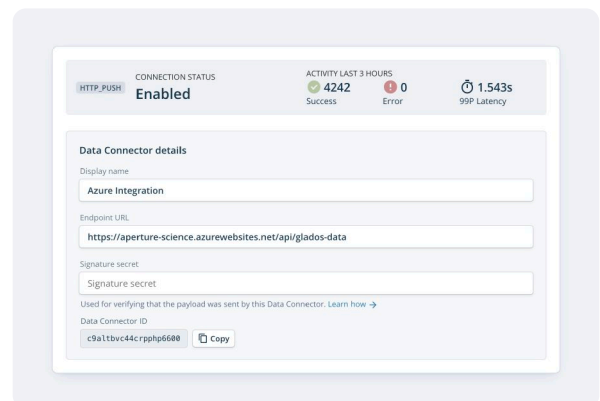 HTTP_PUSH
CONNECTION STATUS
Enabled
ACTIVITY LAST 3 HOURS
4242
Success
0
Error
1.543s
99P Latency
Data Connector details
Display name
Azure Integration
Endpoint URL
https://aperture-science.azurewebsites.net/api/glados-data
Signature secret
Signature secret
Used for verifying that the payload was sent by this Data Connector. Learn how →
Data Connector ID
c9altbvc44crpphp6600 Copy